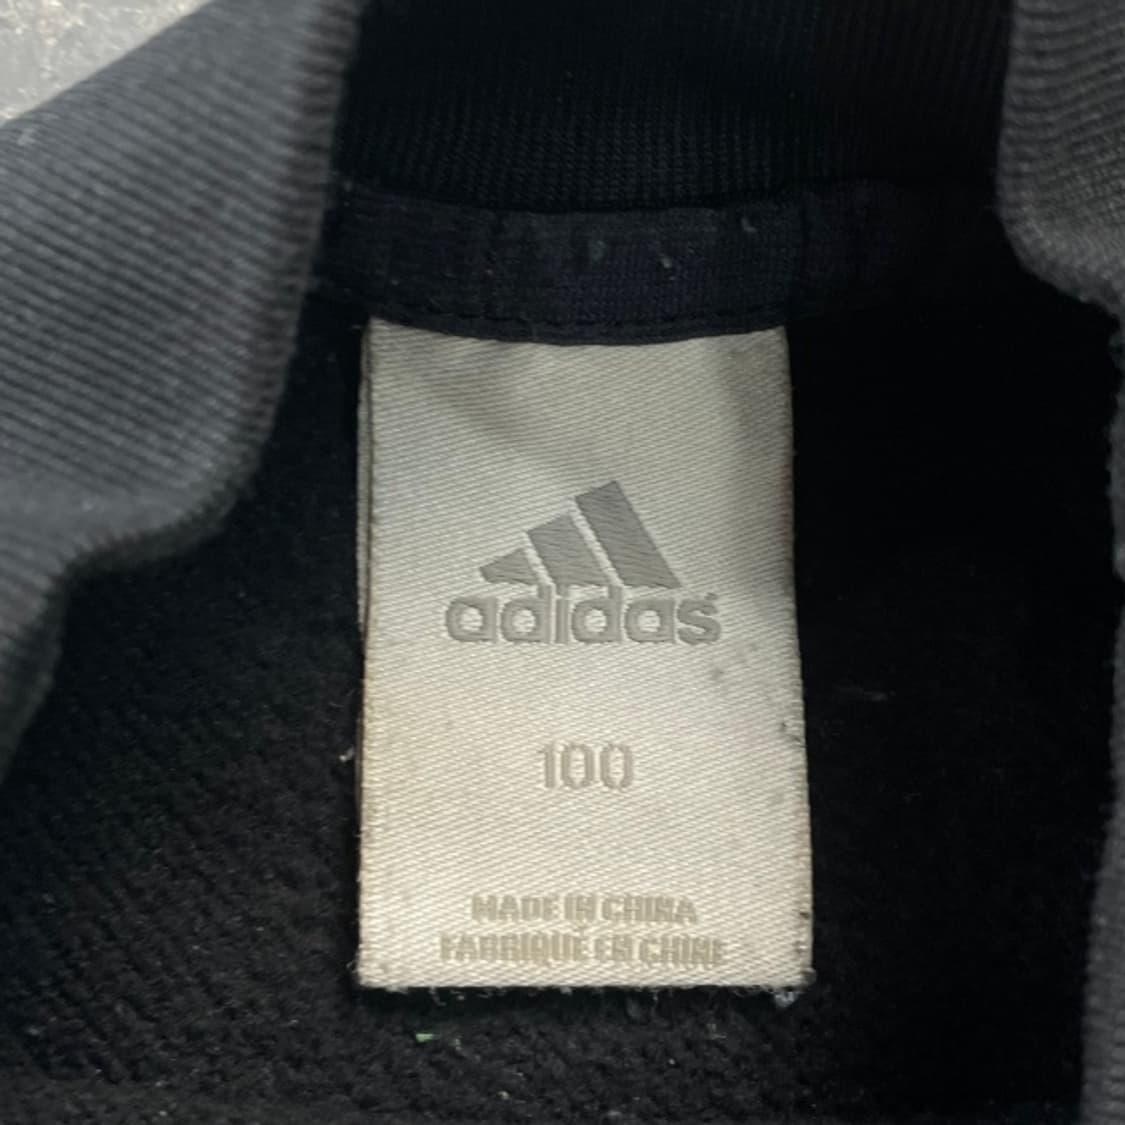 adidas
100
MADE IN CHINA
FABRIQUÉ EN CHINE